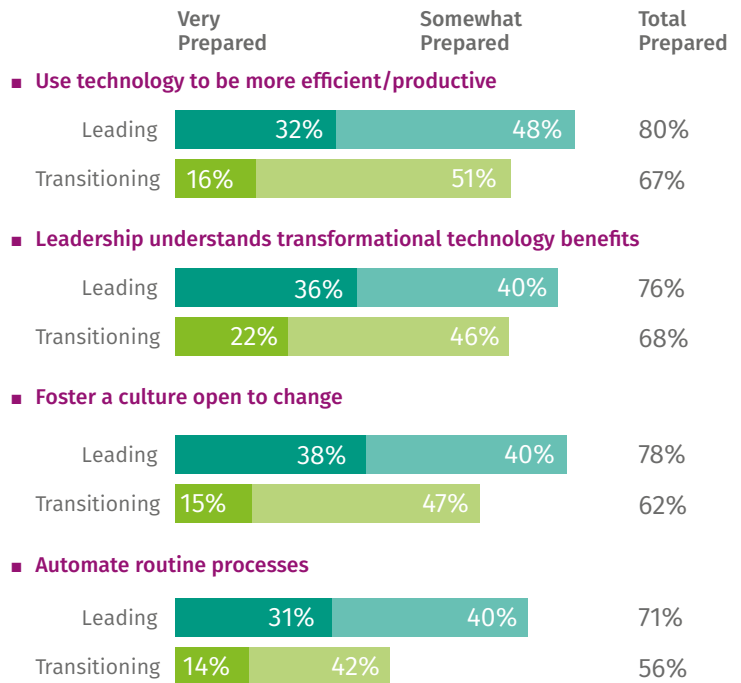 Very Prepared
Somewhat Prepared
Total Prepared
■ Use technology to be more efficient/productive
Leading 32% 48% 80%
Transitioning 16% 51% 67%
■ Leadership understands transformational technology benefits
Leading 36% 40% 76%
Transitioning 22% 46% 68%
■ Foster a culture open to change
Leading 38% 40% 78%
Transitioning 15% 47% 62%
■ Automate routine processes
Leading 31% 40% 71%
Transitioning 14% 42% 56%